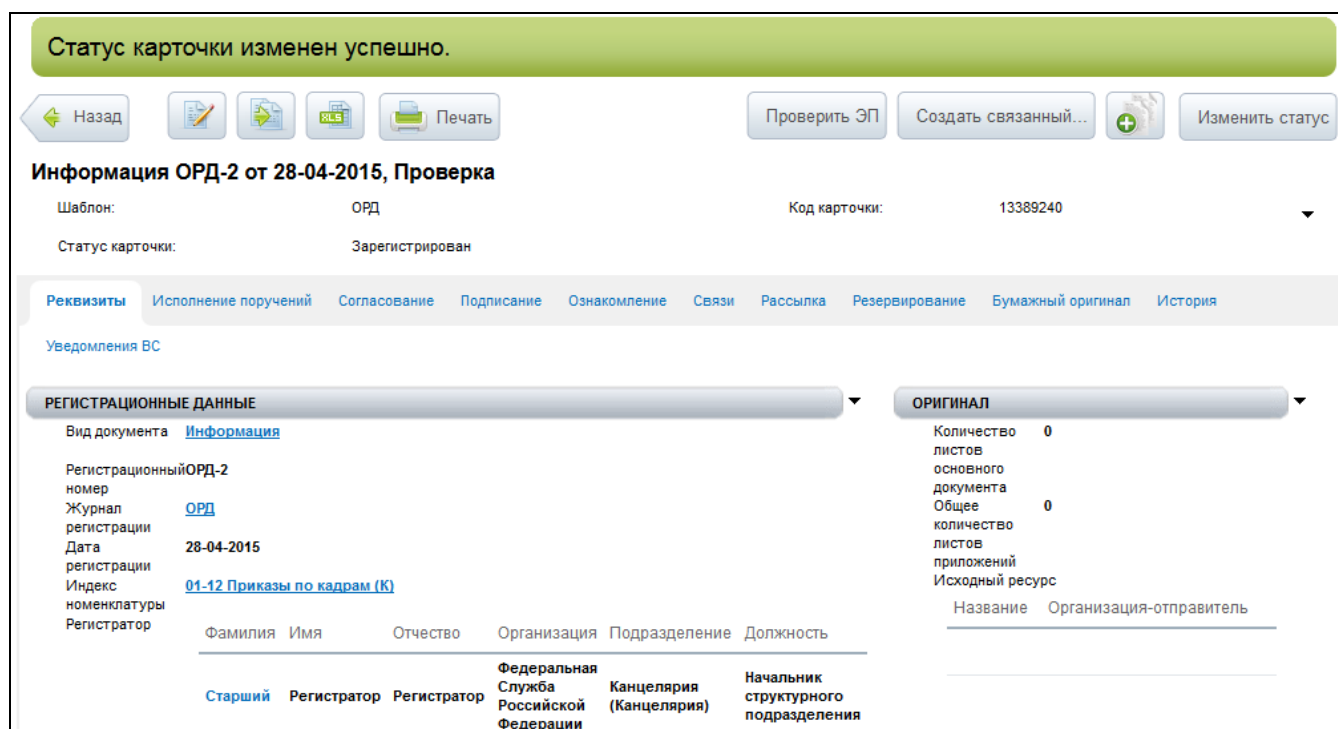 Статус карточки изменен успешно.
Назад
XLS
Печать
Проверить ЭП
Создать связанный...
Изменить статус
Информация ОРД-2 от 28-04-2015, Проверка
Шаблон: ОРД Код карточки: 13389240
Статус карточки: Зарегистрирован
Реквизиты Исполнение поручений Согласование Подписание Ознакомление Связи Рассылка Резервирование Бумажный оригинал История
Уведомления ВС
РЕГИСТРАЦИОННЫЕ ДАННЫЕ
Вид документа Информация
Регистрационный ОРД-2
номер
Журнал ОРД
регистрации
Дата 28-04-2015
регистрации
Индекс 01-12 Приказы по кадрам (К)
номенклатуры
Регистратор
Фамилия Имя Отчество Организация Подразделение Должность
Старший Регистратор Регистратор
Федеральная
Служба
Российской
Федерации
Канцелярия
(Канцелярия)
Начальник
структурного
подразделения
ОРИГИНАЛ
Количество 0
листов
основного
документа
Общее 0
количество
листов
приложений
Исходный ресурс
Название Организация-отправитель